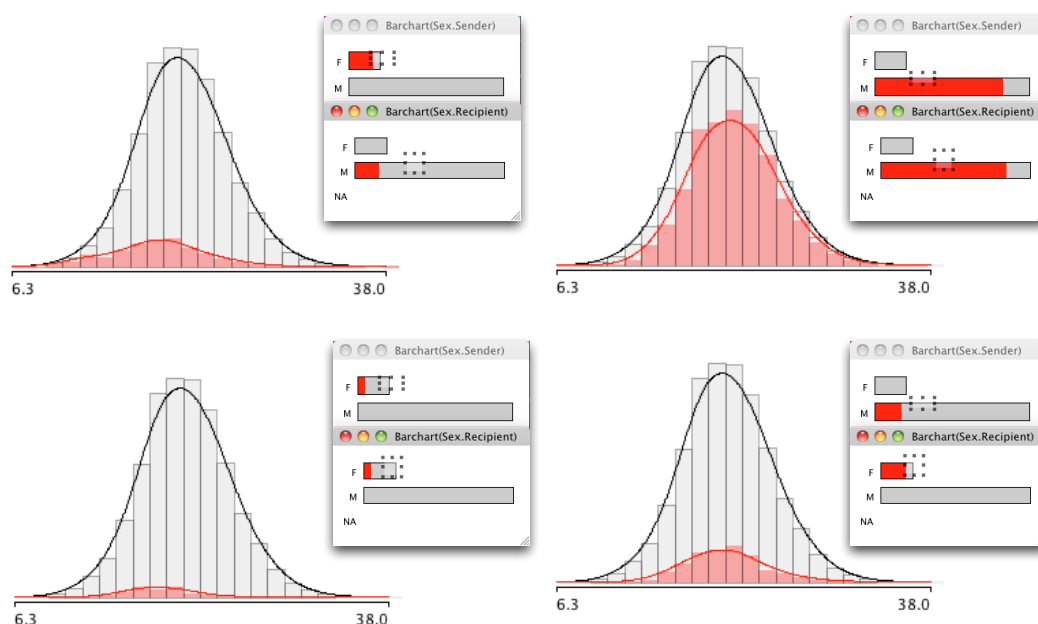 Barchart(Sex.Sender)
F
M
Barchart(Sex.Recipient)
F
M
NA
6.3
38.0
Barchart(Sex.Sender)
F
M
Barchart(Sex.Recipient)
F
M
NA
6.3
38.0
Barchart(Sex.Sender)
F
M
Barchart(Sex.Recipient)
F
M
NA
6.3
38.0
Barchart(Sex.Sender)
F
M
Barchart(Sex.Recipient)
F
M
NA
6.3
38.0